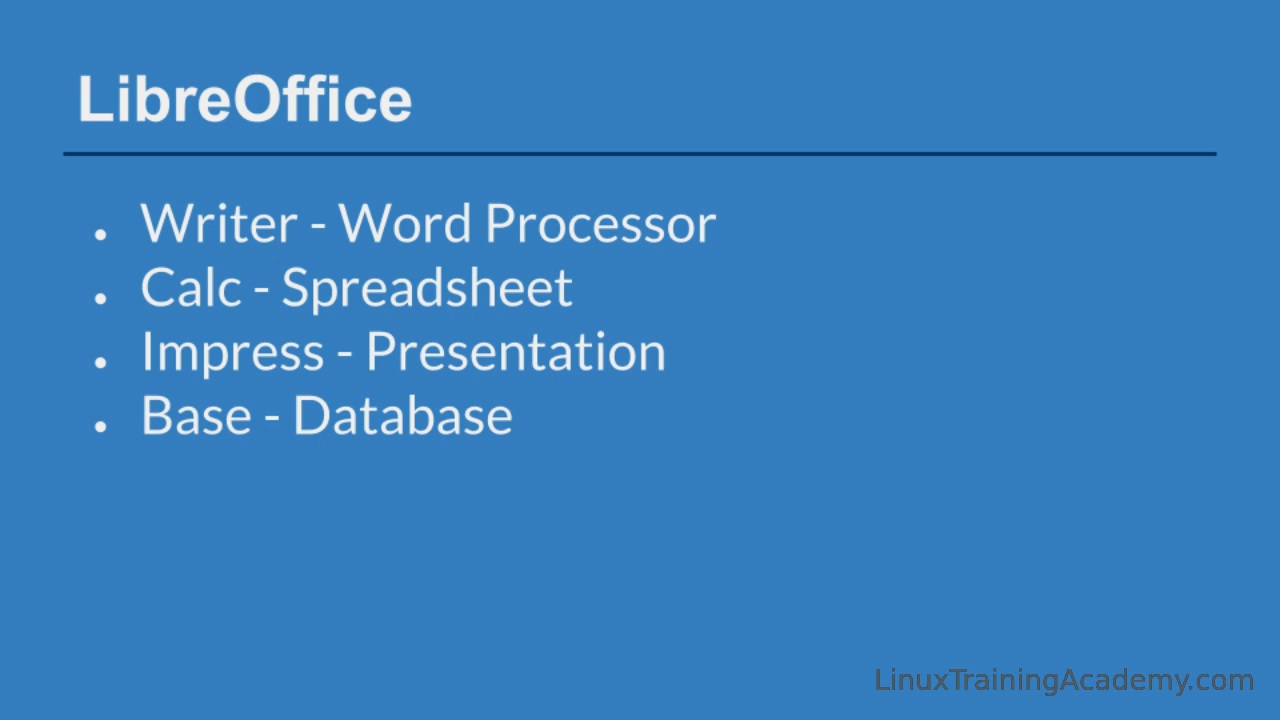 LibreOffice
• Writer - Word Processor
• Calc - Spreadsheet
• Impress - Presentation
• Base - Database
LinuxTrainingAcademy.com